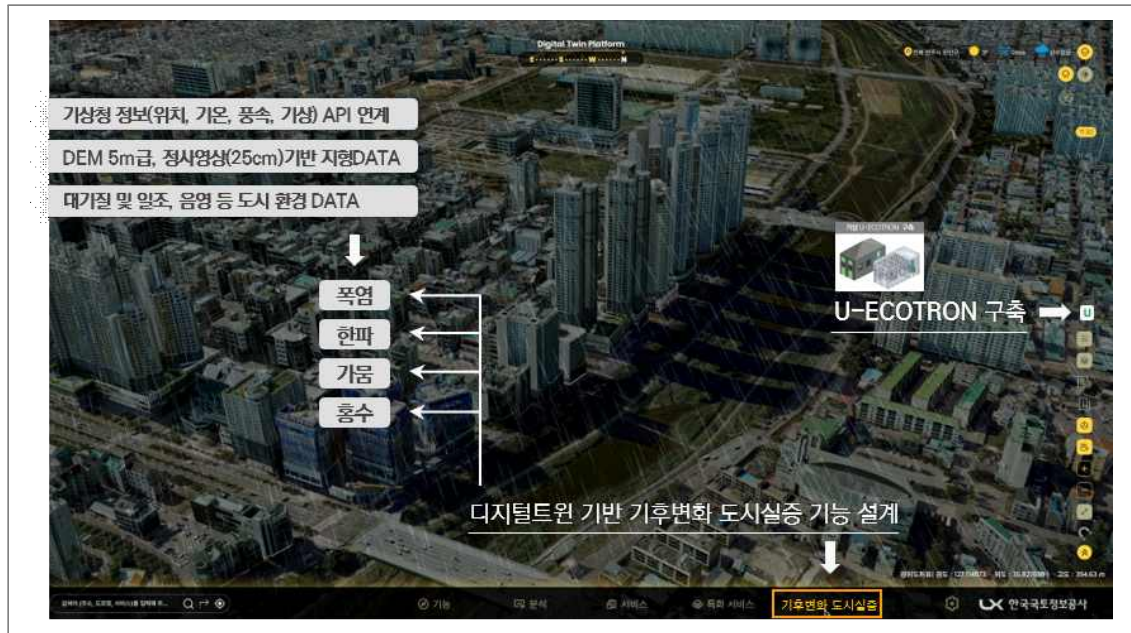 Digital Twin Platform
E · · · · · · S · · · · · · W · · · · · · N
기상청 정보(위치, 기온, 풍속, 기상) API 연계
DEM 5m급, 정사영상(25cm)기반 지형DATA
대기질 및 일조, 음영 등 도시 환경 DATA
폭염
한파
가뭄
홍수
U-ECOTRON 구축
U-ECOTRON 구축
U
디지털트윈 기반 기후변화 도시실증 기능 설계
기능
분석
서비스
특화 서비스
기후변화 도시실증
LX 한국국토정보공사